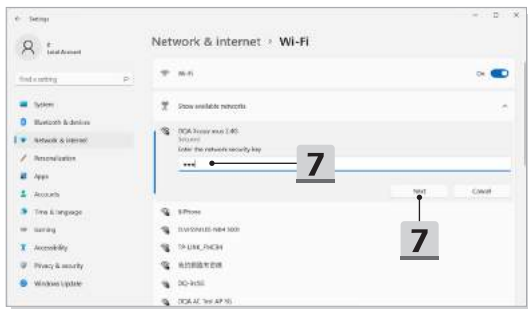 Settings
Network & internet › Wi-Fi
Local Account
Find a setting
Wi-Fi
On
System
Show available networks
Bluetooth & devices
Network & internet
Secured
Enter the network security key
Personalization
7
Apps
Next
Cancel
Accounts
7
Time & language
Gaming
Accessibility
Privacy & security
Windows Update